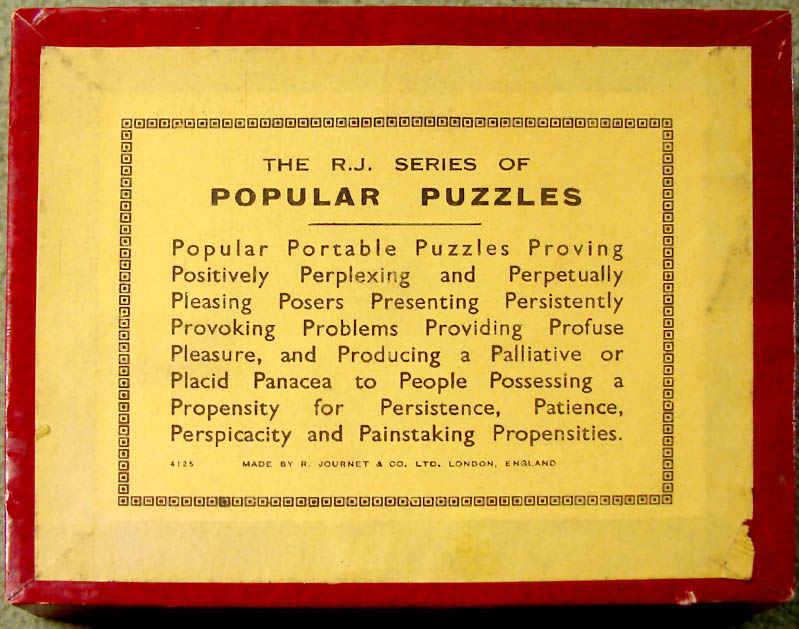 THE R.J. SERIES OF
POPULAR PUZZLES
Popular Portable Puzzles Proving
Positively Perplexing and Perpetually
Pleasing Posers Presenting Persistently
Provoking Problems Providing Profuse
Pleasure, and Producing a Palliative or
Placid Panacea to People Possessing a
Propensity for Persistence, Patience,
Perspicacity and Painstaking Propensities.
4125 MADE BY R. JOURNET & CO. LTD. LONDON, ENGLAND